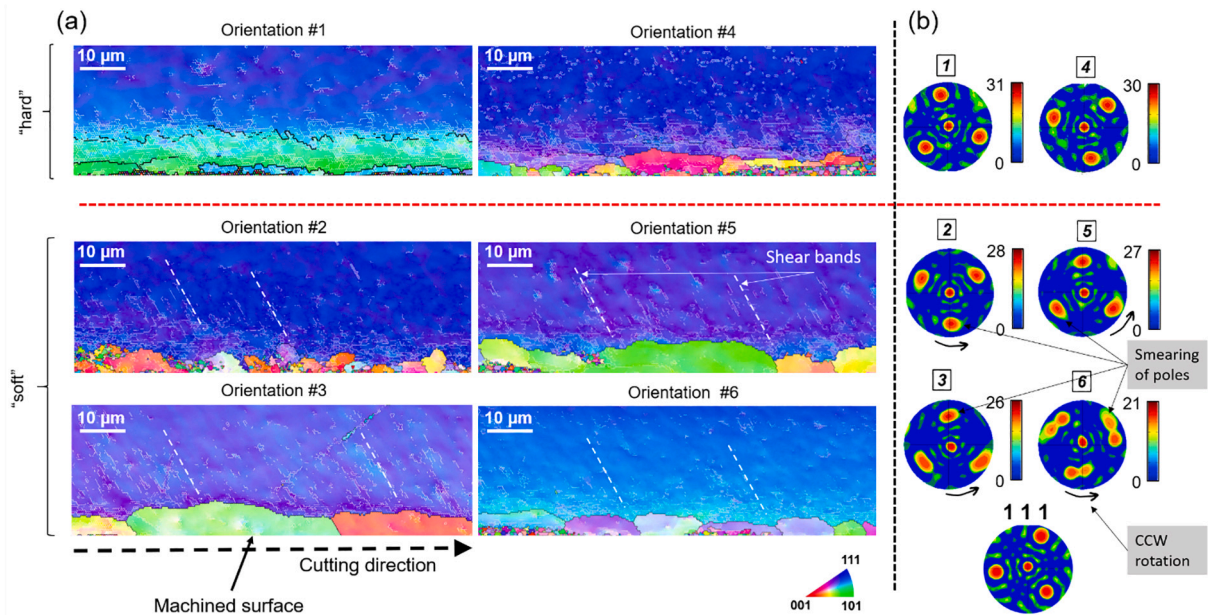 (a)
(b)
Orientation #1
Orientation #4
10 µm
10 µm
"hard"
1
4
31
0
30
0
Orientation #2
Orientation #5
10 µm
10 µm
Shear bands
2
5
28
0
27
0
Smearing
of poles
"soft"
Orientation #3
Orientation #6
10 µm
10 µm
3
6
26
0
21
0
1 1 1
CCW
rotation
Cutting direction
Machined surface
111
001
101